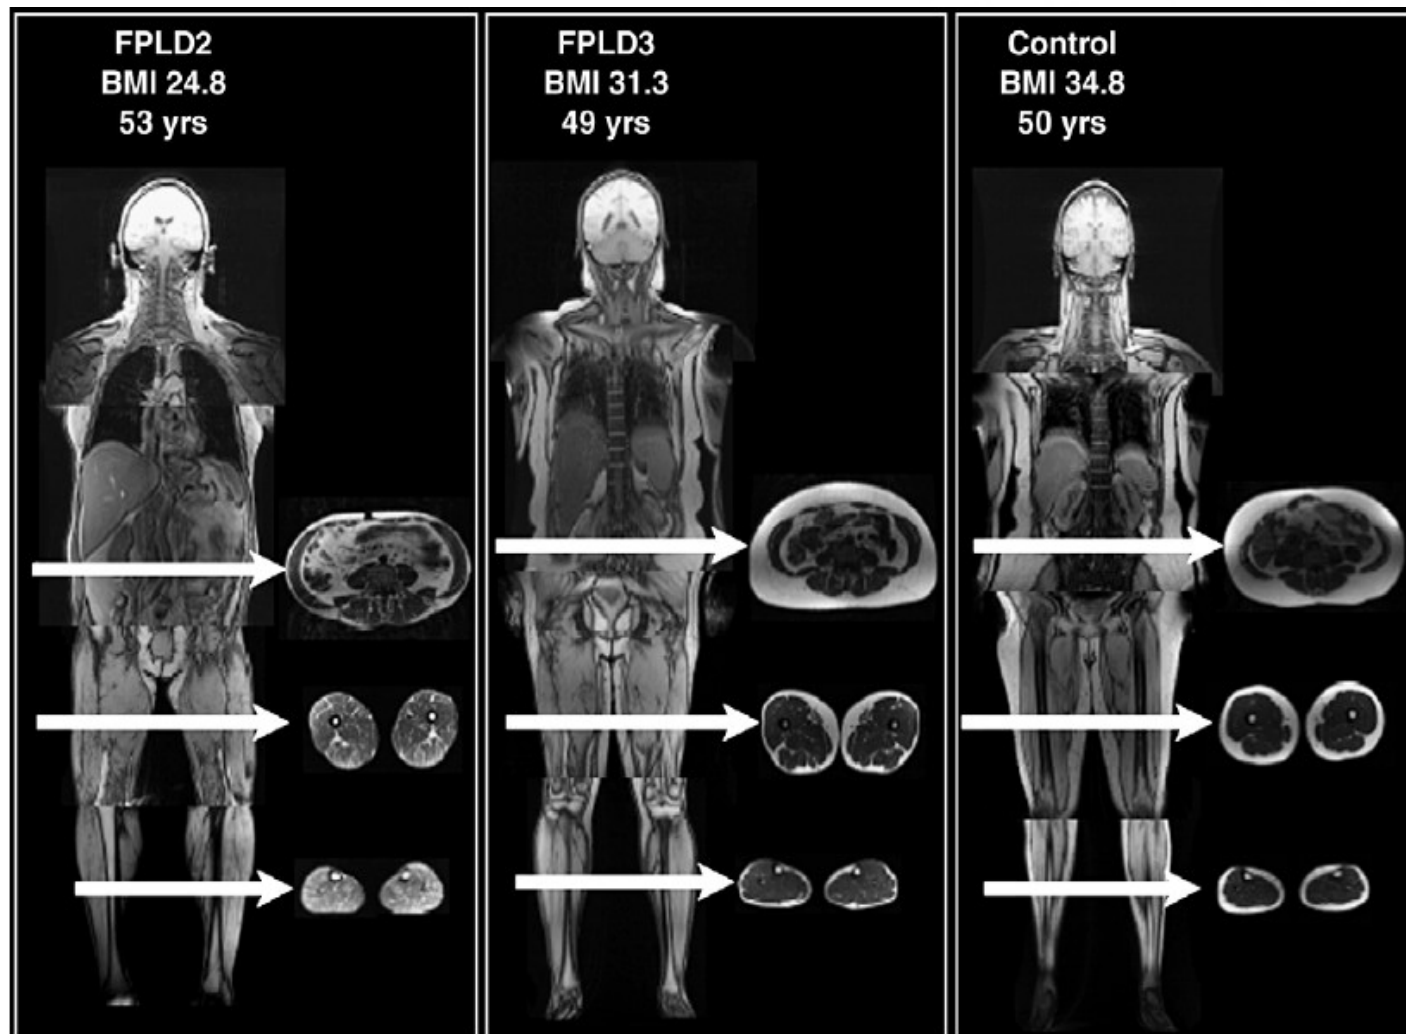 FPLD2
BMI 24.8
53 yrs
FPLD3
BMI 31.3
49 yrs
Control
BMI 34.8
50 yrs